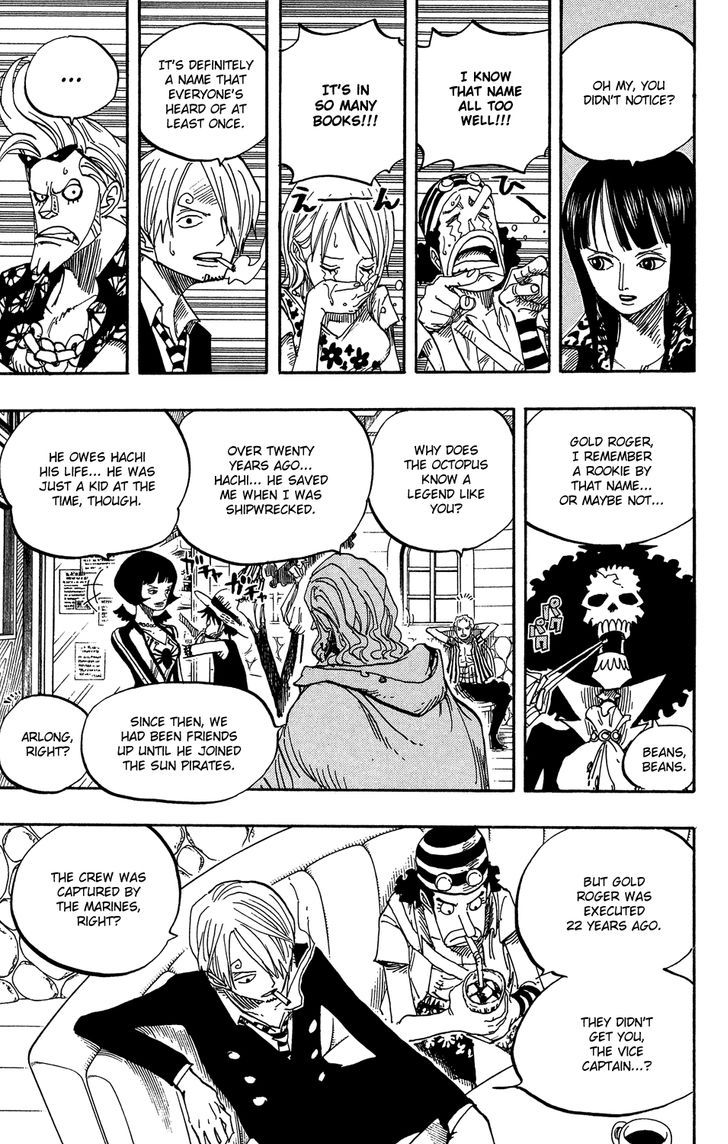 OH MY, YOU
DIDN'T NOTICE?
I KNOW
THAT NAME
ALL TOO
WELL!!!
ひ
IT'S IN
SO MANY
BOOKS!!!
えーん
IT'S DEFINITELY
A NAME THAT
EVERYONE'S
HEARD OF AT
LEAST ONCE.
...
GOLD ROGER,
I REMEMBER
A ROOKIE BY
THAT NAME...
OR MAYBE NOT...
BEANS,
BEANS.
WHY DOES
THE OCTOPUS
KNOW A
LEGEND LIKE
YOU?
OVER TWENTY
YEARS AGO...
HACHI... HE SAVED
ME WHEN I WAS
SHIPWRECKED.
HE OWES HACHI
HIS LIFE... HE WAS
JUST A KID AT THE
TIME, THOUGH.
SINCE THEN, WE
HAD BEEN FRIENDS
UP UNTIL HE JOINED
THE SUN PIRATES.
ARLONG,
RIGHT?
BUT GOLD
ROGER WAS
EXECUTED
22 YEARS AGO.
THEY DIDN'T
GET YOU,
THE VICE
CAPTAIN...?
THE CREW WAS
CAPTURED BY
THE MARINES,
RIGHT?